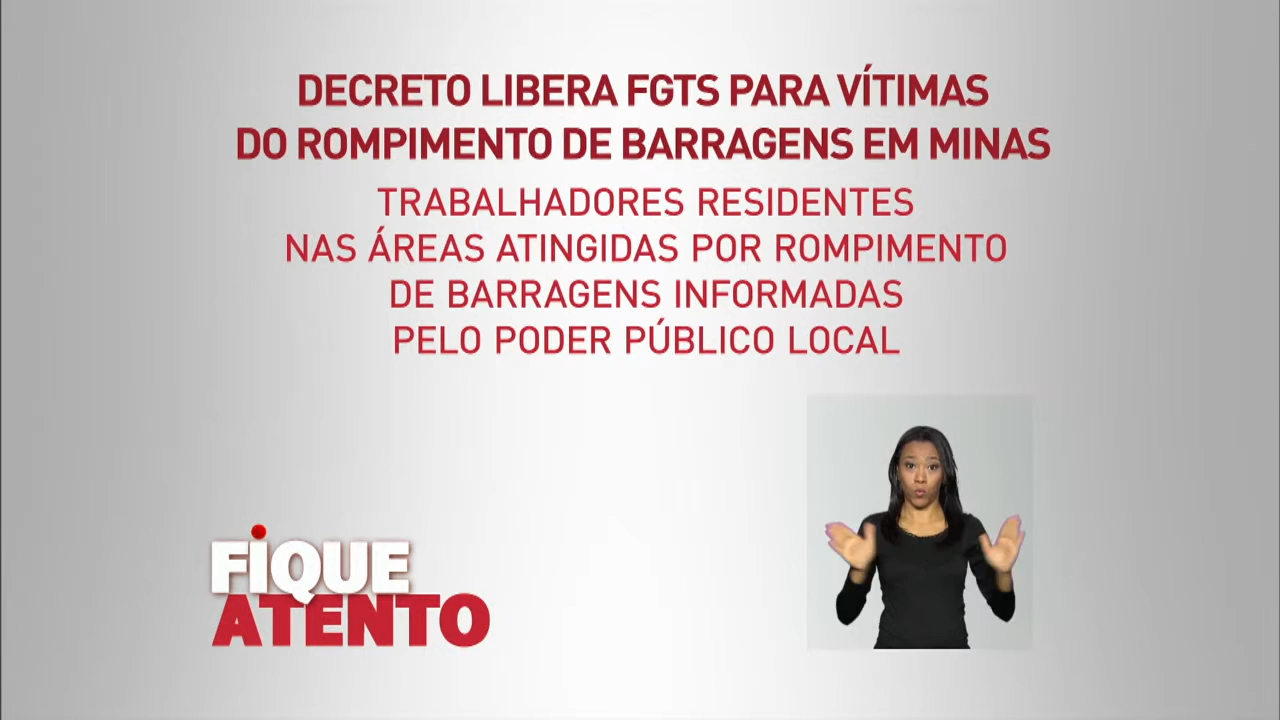 DECRETO LIBERA FGTS PARA VÍTIMAS
DO ROMPIMENTO DE BARRAGENS EM MINAS
TRABALHADORES RESIDENTES
NAS ÁREAS ATINGIDAS POR ROMPIMENTO
DE BARRAGENS INFORMADAS
PELO PODER PÚBLICO LOCAL
FIQUE
ATENTO